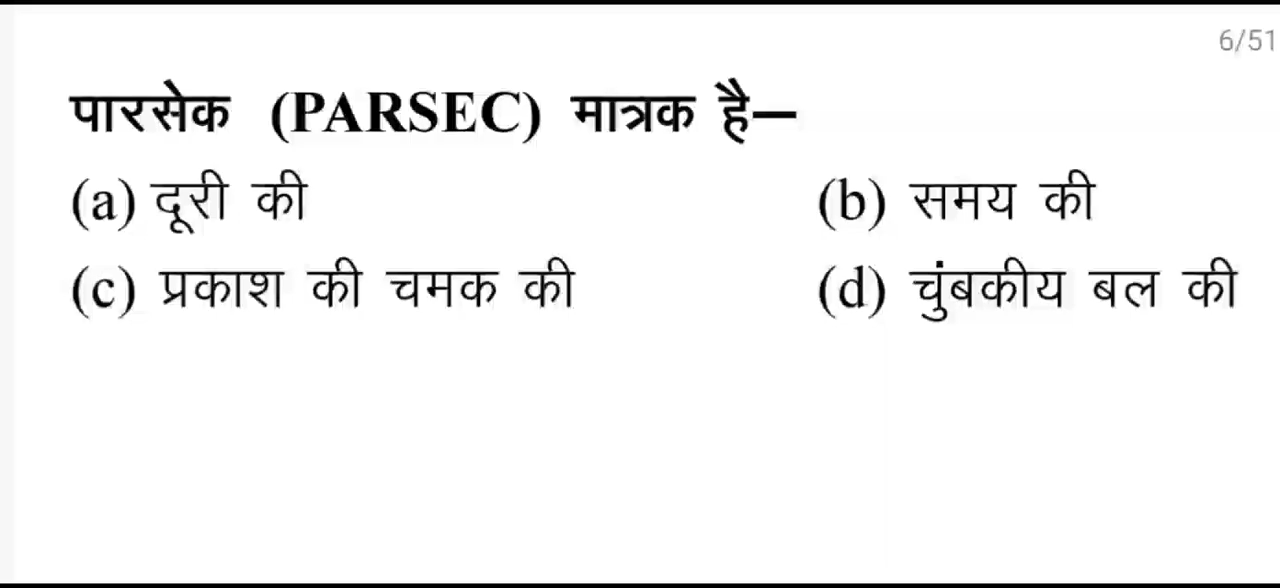 6/51
पारसेक (PARSEC) मात्रक है—
(a) दूरी की (b) समय की
(c) प्रकाश की चमक की (d) चुंबकीय बल की